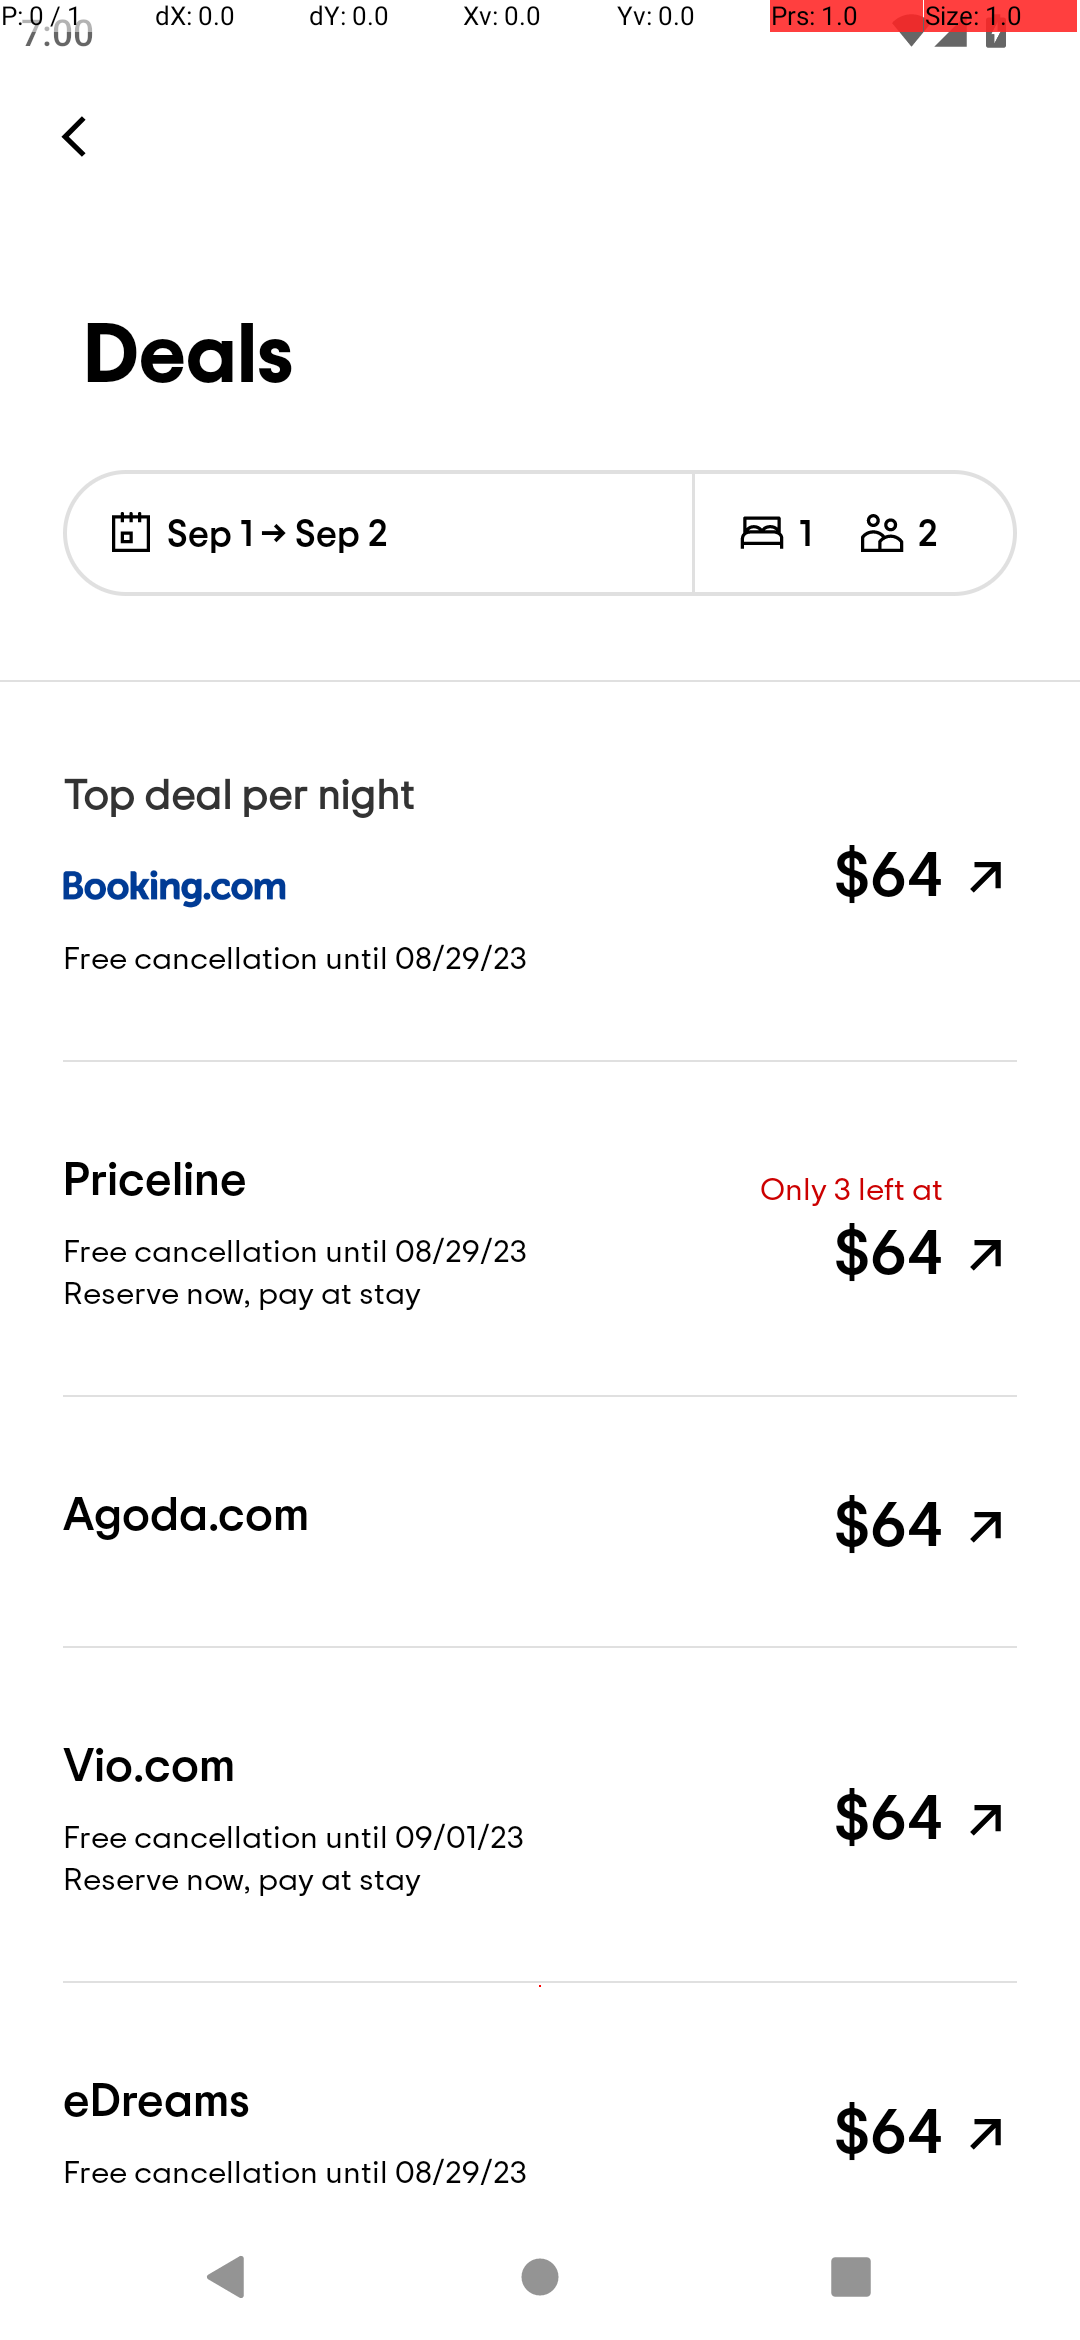 P: 0 / 1 dX: 0.0 dY: 0.0 Xv: 0.0 Yv: 0.0 Prs: 1.0 Size: 1.0
7:00
Deals
Sep 1 → Sep 2 1 2
Top deal per night
Booking.com $64
Free cancellation until 08/29/23
Priceline Only 3 left at
Free cancellation until 08/29/23 $64
Reserve now, pay at stay
Agoda.com $64
Vio.com
Free cancellation until 09/01/23 $64
Reserve now, pay at stay
eDreams $64
Free cancellation until 08/29/23